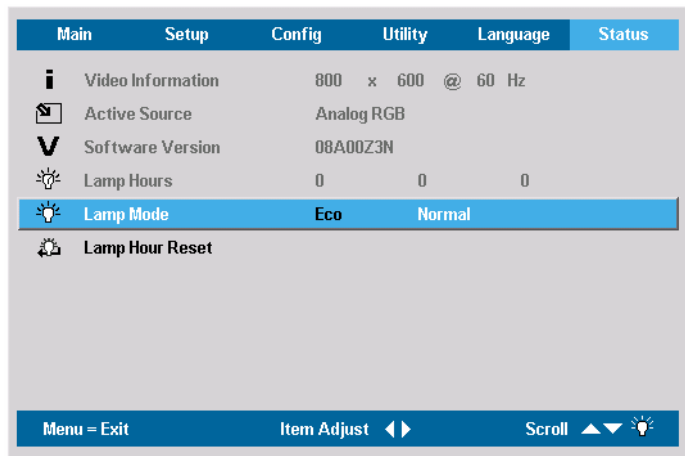 Main Setup Config Utility Language Status
i Video Information 800 x 600 @ 60 Hz
Active Source Analog RGB
V Software Version 08A00Z3N
Lamp Hours 0 0 0
Lamp Mode Eco Normal
Lamp Hour Reset
Menu = Exit Item Adjust Scroll